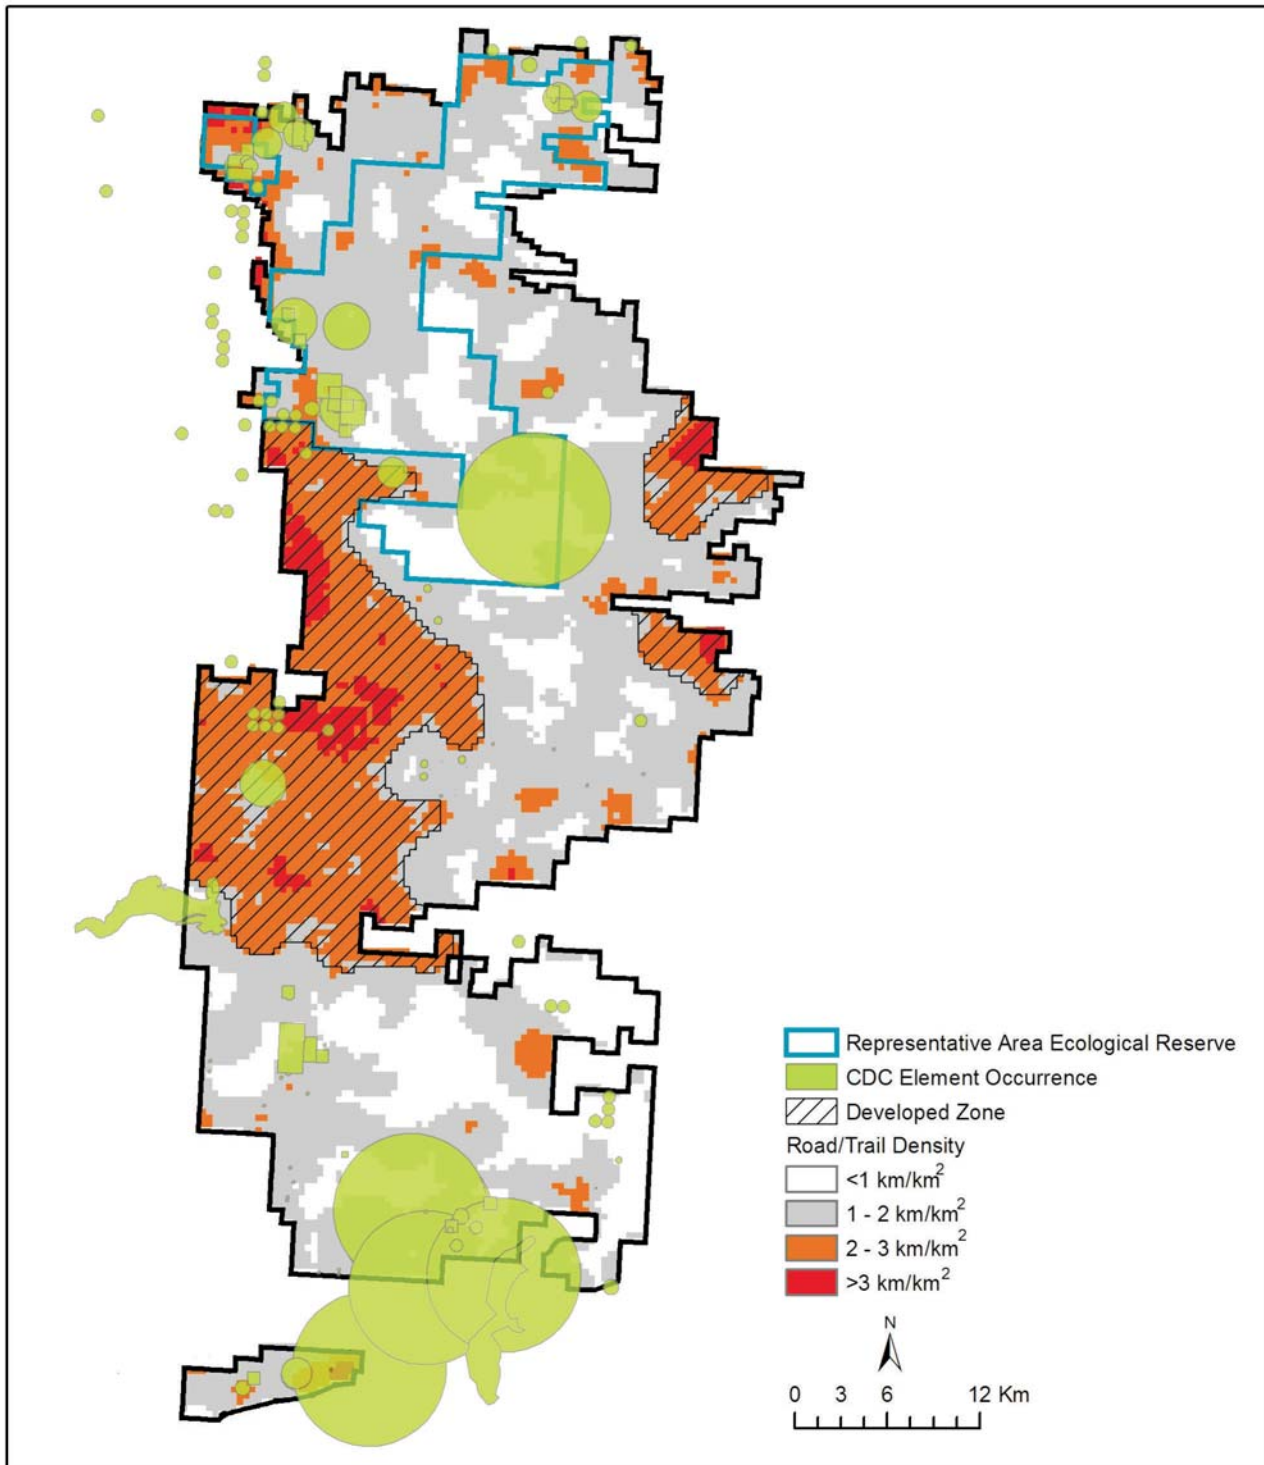 Representative Area Ecological Reserve
CDC Element Occurrence
Developed Zone
Road/Trail Density
<1 km/km²
1 - 2 km/km²
2 - 3 km/km²
>3 km/km²
N
0 3 6 12 Km